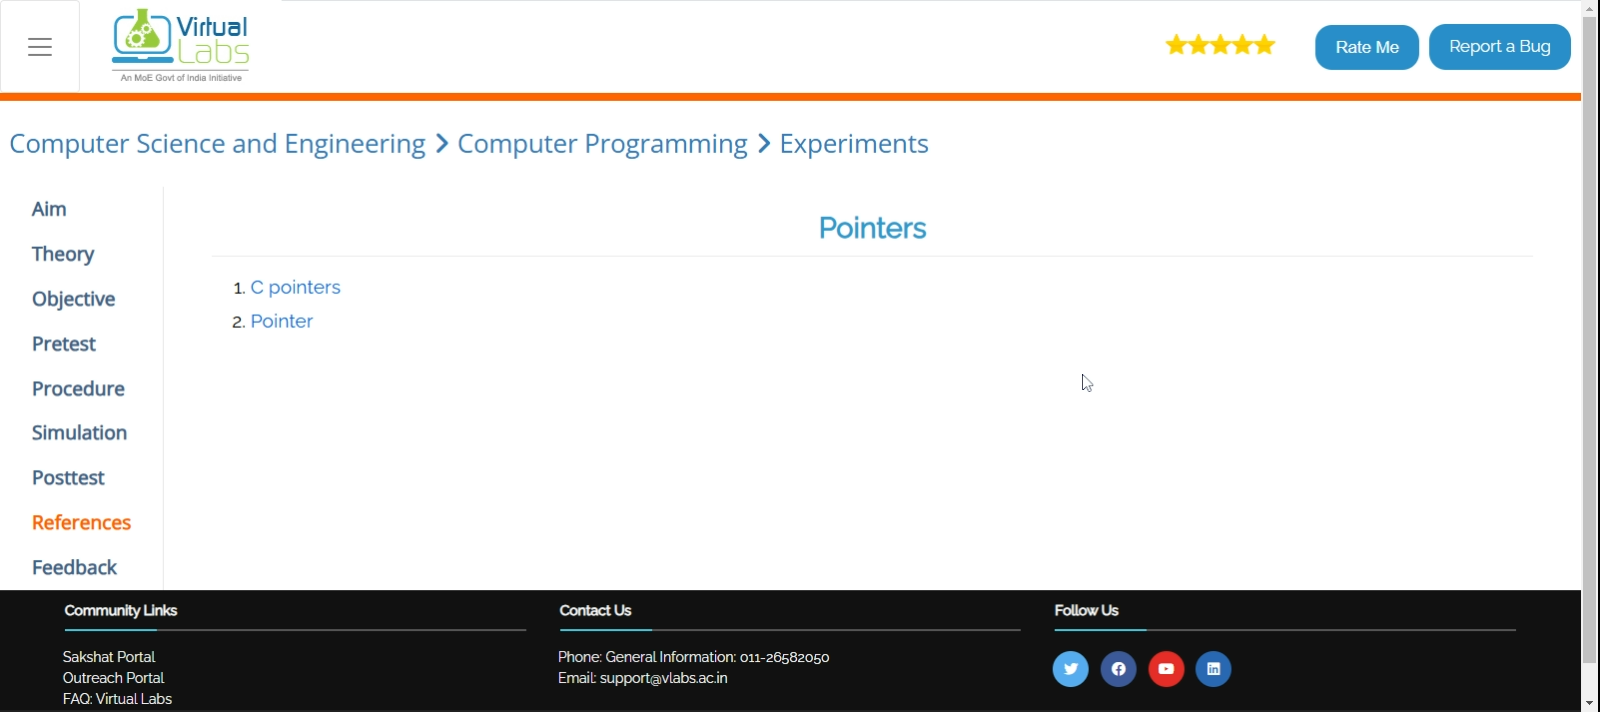 Virtual
Labs
An MoE Govt of India Initiative
Rate Me
Report a Bug
Computer Science and Engineering > Computer Programming > Experiments
Aim
Theory
Objective
Pretest
Procedure
Simulation
Posttest
References
Feedback
Pointers
1. C pointers
2. Pointer
Community Links
Sakshat Portal
Outreach Portal
FAQ: Virtual Labs
Contact Us
Phone: General Information: 011-26582050
Email: support@vlabs.ac.in
Follow Us